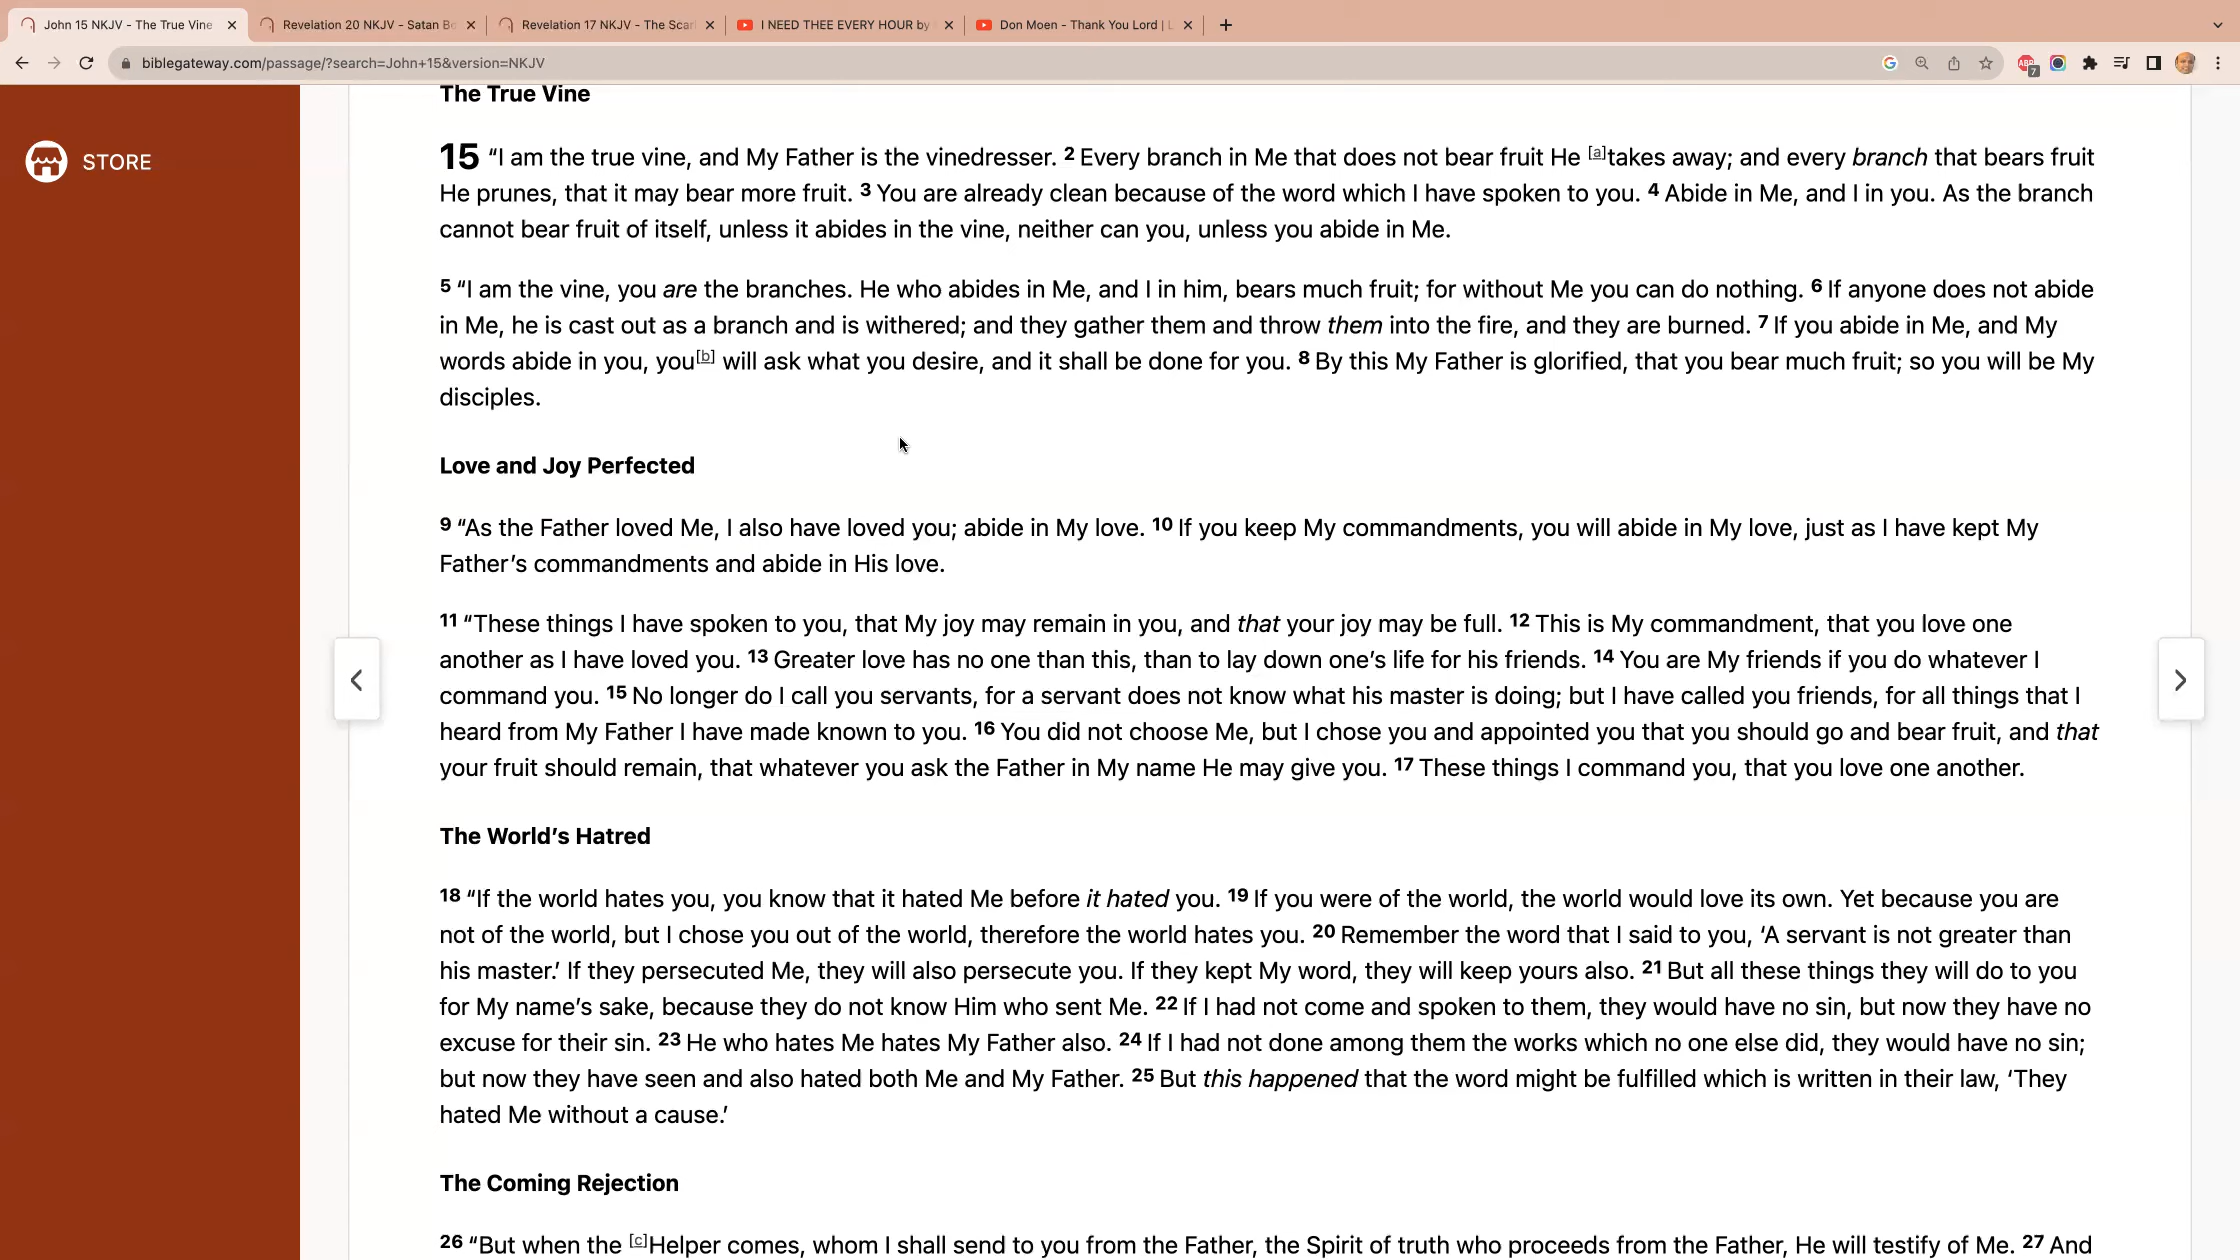 John 15 NKJV - The True Vine
Revelation 20 NKJV - Satan Bo
Revelation 17 NKJV - The Scar
I NEED THEE EVERY HOUR by
Don Moen - Thank You Lord | L
biblegateway.com/passage/?search=John+15&version=NKJV
ABP
7
STORE
The True Vine
15 “I am the true vine, and My Father is the vinedresser. 2 Every branch in Me that does not bear fruit He [a]takes away; and every branch that bears fruit
He prunes, that it may bear more fruit. 3 You are already clean because of the word which I have spoken to you. 4 Abide in Me, and I in you. As the branch
cannot bear fruit of itself, unless it abides in the vine, neither can you, unless you abide in Me.
5 “I am the vine, you are the branches. He who abides in Me, and I in him, bears much fruit; for without Me you can do nothing. 6 If anyone does not abide
in Me, he is cast out as a branch and is withered; and they gather them and throw them into the fire, and they are burned. 7 If you abide in Me, and My
words abide in you, you[b] will ask what you desire, and it shall be done for you. 8 By this My Father is glorified, that you bear much fruit; so you will be My
disciples.
Love and Joy Perfected
9 “As the Father loved Me, I also have loved you; abide in My love. 10 If you keep My commandments, you will abide in My love, just as I have kept My
Father’s commandments and abide in His love.
11 “These things I have spoken to you, that My joy may remain in you, and that your joy may be full. 12 This is My commandment, that you love one
another as I have loved you. 13 Greater love has no one than this, than to lay down one’s life for his friends. 14 You are My friends if you do whatever I
command you. 15 No longer do I call you servants, for a servant does not know what his master is doing; but I have called you friends, for all things that I
heard from My Father I have made known to you. 16 You did not choose Me, but I chose you and appointed you that you should go and bear fruit, and that
your fruit should remain, that whatever you ask the Father in My name He may give you. 17 These things I command you, that you love one another.
The World’s Hatred
18 “If the world hates you, you know that it hated Me before it hated you. 19 If you were of the world, the world would love its own. Yet because you are
not of the world, but I chose you out of the world, therefore the world hates you. 20 Remember the word that I said to you, ‘A servant is not greater than
his master.’ If they persecuted Me, they will also persecute you. If they kept My word, they will keep yours also. 21 But all these things they will do to you
for My name’s sake, because they do not know Him who sent Me. 22 If I had not come and spoken to them, they would have no sin, but now they have no
excuse for their sin. 23 He who hates Me hates My Father also. 24 If I had not done among them the works which no one else did, they would have no sin;
but now they have seen and also hated both Me and My Father. 25 But this happened that the word might be fulfilled which is written in their law, ‘They
hated Me without a cause.’
The Coming Rejection
26 “But when the [c]Helper comes, whom I shall send to you from the Father, the Spirit of truth who proceeds from the Father, He will testify of Me. 27 And